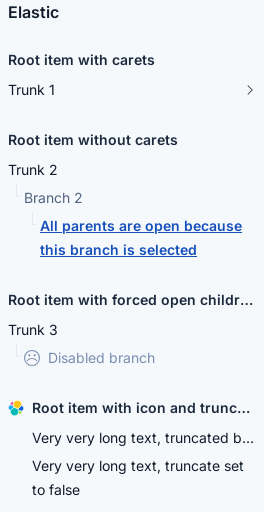 Elastic
Root item with carets
Trunk 1
Root item without carets
Trunk 2
Branch 2
All parents are open because
this branch is selected
Root item with forced open childr...
Trunk 3
Disabled branch
Root item with icon and trunc...
Very very long text, truncated b...
Very very long text, truncate set
to false